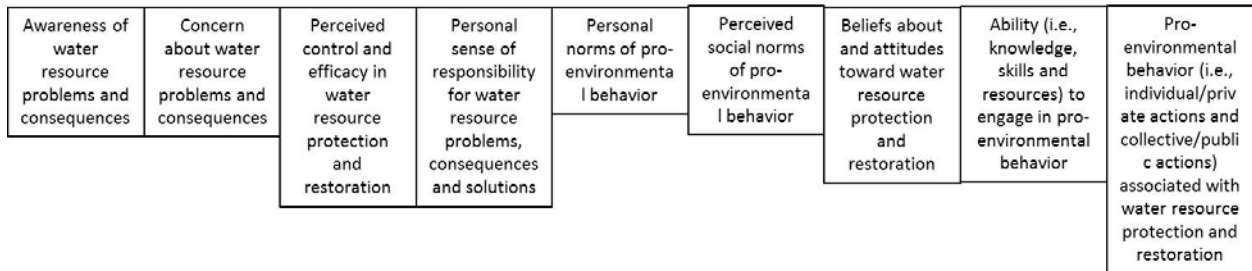 Awareness of
water
resource
problems and
consequences
Concern
about water
resource
problems and
consequences
Perceived
control and
efficacy in
water
resource
protection
and
restoration
Personal
sense of
responsibility
for water
resource
problems,
consequences
and solutions
Personal
norms of pro-
environmenta
l behavior
Perceived
social norms
of pro-
environmenta
l behavior
Beliefs about
and attitudes
toward water
resource
protection
and
restoration
Ability (i.e.,
knowledge,
skills and
resources) to
engage in pro-
environmental
behavior
Pro-
environmental
behavior (i.e.,
individual/priv
ate actions and
collective/publi
c actions)
associated with
water resource
protection and
restoration